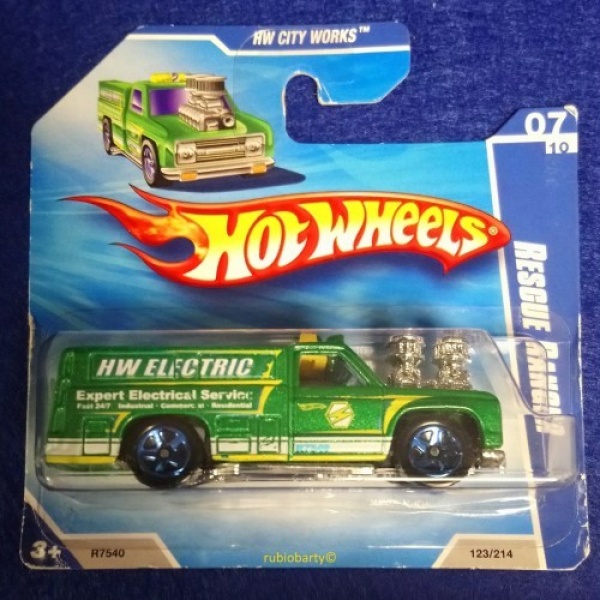 HW CITY WORKS™
07
10
HOT WHEELS®
RESCUE RANGER
HW ELECTRIC
Expert Electrical Service
Fast 24/7 Industrial · Commercial · Residential
3+
R7540
rubiobarty©
123/214